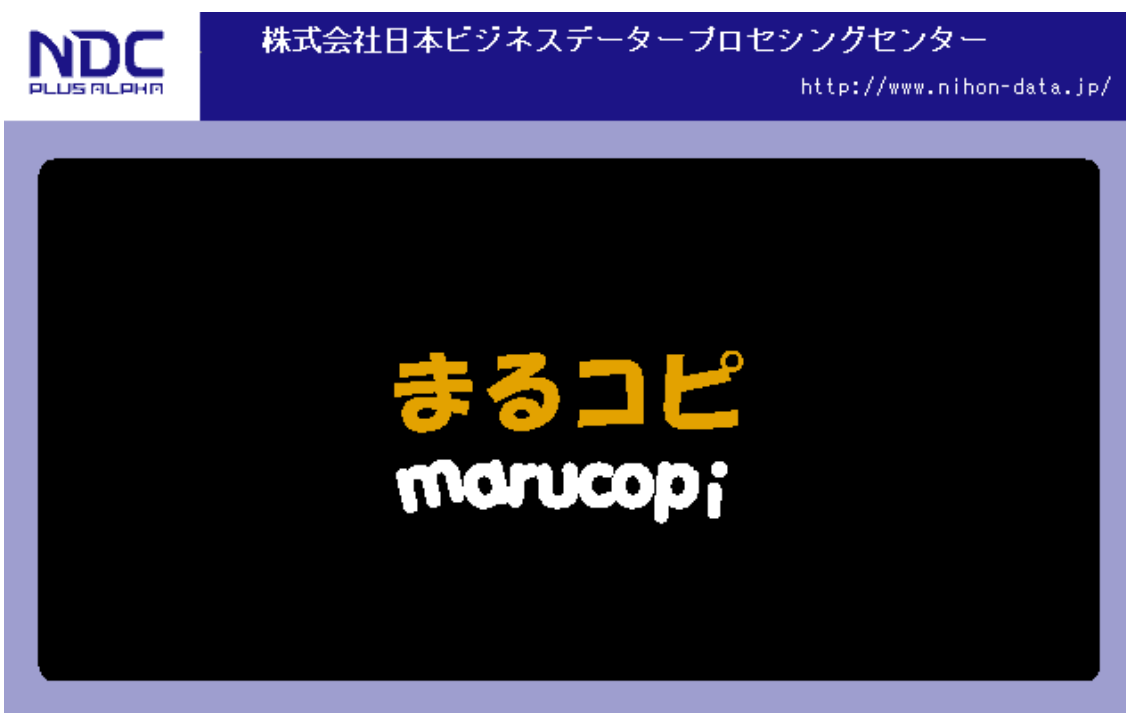 NDC
PLUS ALPHA
株式会社日本ビジネスデータープロセシングセンター
http://www.nihon-data.jp/
まるコピ
marucopi